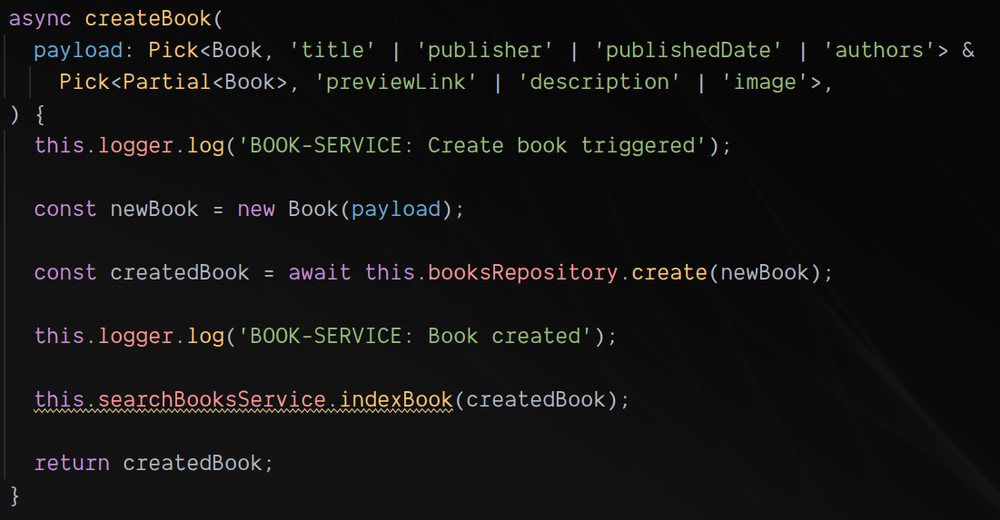 async createBook(
  payload: Pick<Book, 'title' | 'publisher' | 'publishedDate' | 'authors'> &
    Pick<Partial<Book>, 'previewLink' | 'description' | 'image'>,
) {
  this.logger.log('BOOK-SERVICE: Create book triggered');
  const newBook = new Book(payload);
  const createdBook = await this.booksRepository.create(newBook);
  this.logger.log('BOOK-SERVICE: Book created');
  this.searchBooksService.indexBook(createdBook);
  return createdBook;
}